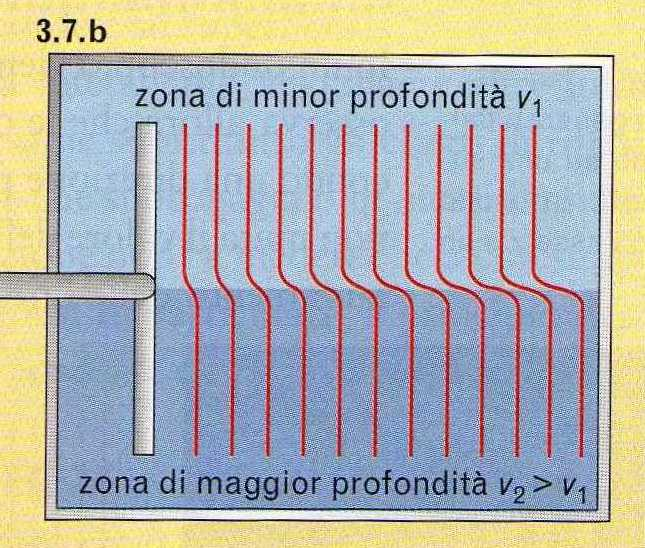 3.7.b
zona di minor profondità v₁
zona di maggior profondità v₂ > v₁